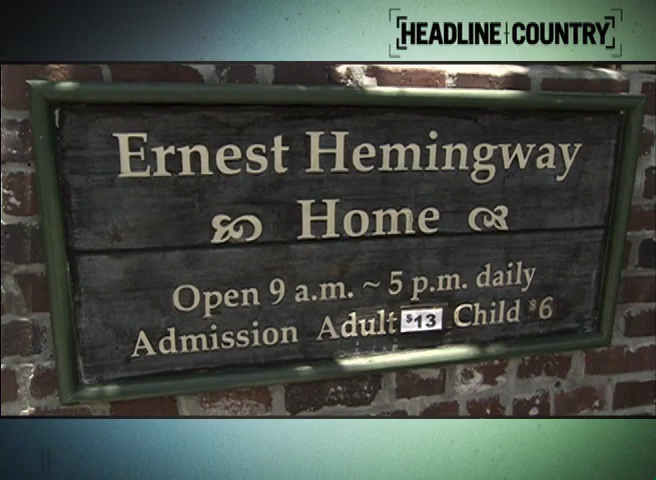 HEADLINE COUNTRY
Ernest Hemingway
Home
Open 9 a.m. ~ 5 p.m. daily
Admission Adult $13 Child $6